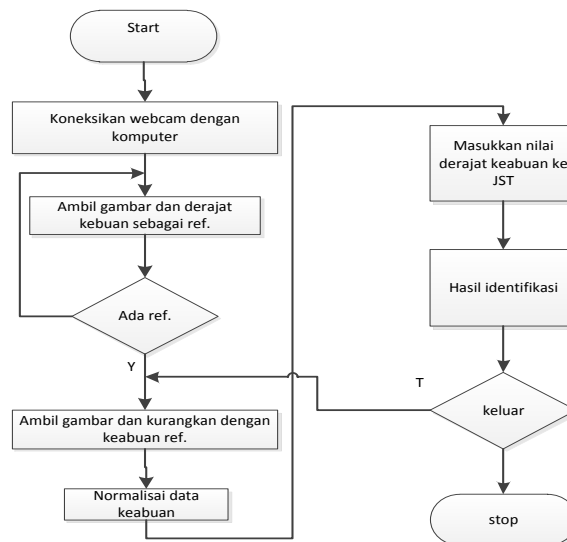 Start
Koneksikan webcam dengan
komputer
Ambil gambar dan derajat
kebuan sebagai ref.
Ada ref.
Y
Ambil gambar dan kurangkan dengan
keabuan ref.
Normalisai data
keabuan
Masukkan nilai
derajat keabuan ke
JST
Hasil identifikasi
T
keluar
stop